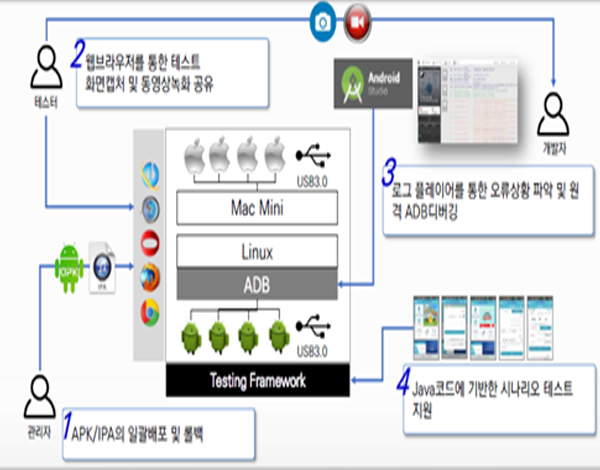 2
웹브라우저를 통한 테스트
화면캡처 및 동영상녹화 공유
테스터
Android
Studio
개발자
3
로그 플레이어를 통한 오류상황 파악 및 원
격 ADB디버깅
USB3.0
Mac Mini
Linux
ADB
USB3.0
Testing Framework
관리자
1
APK/IPA의 일괄배포 및 롤백
4
Java코드에 기반한 시나리오 테스트
지원